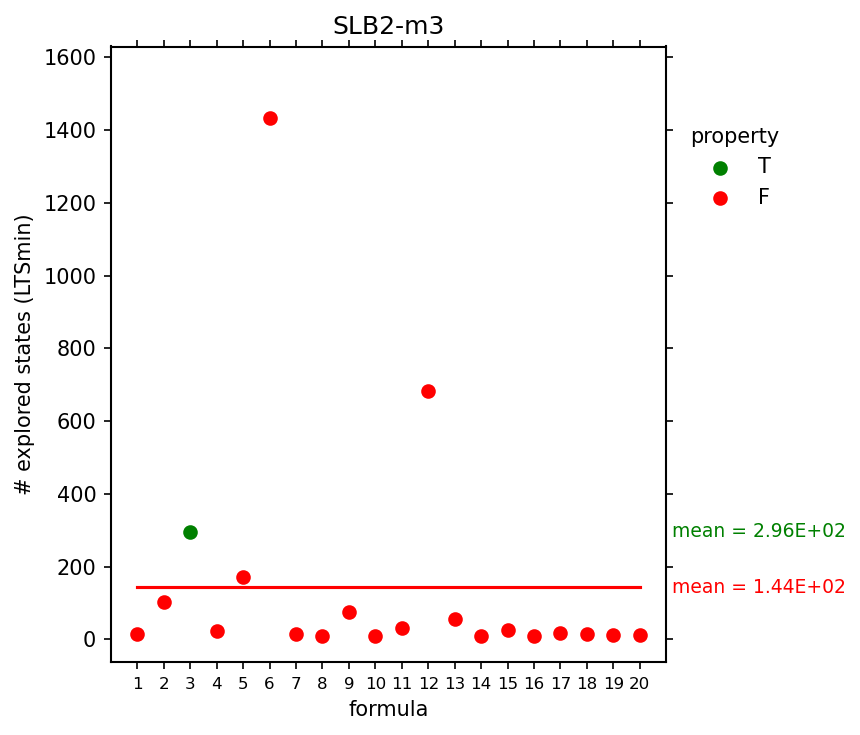 SLB2-m3
1600
1400
1200
1000
800
600
400
200
0
# explored states (LTSmin)
1 2 3 4 5 6 7 8 9 10 11 12 13 14 15 16 17 18 19 20
formula
property
T
F
mean = 2.96E+02
mean = 1.44E+02